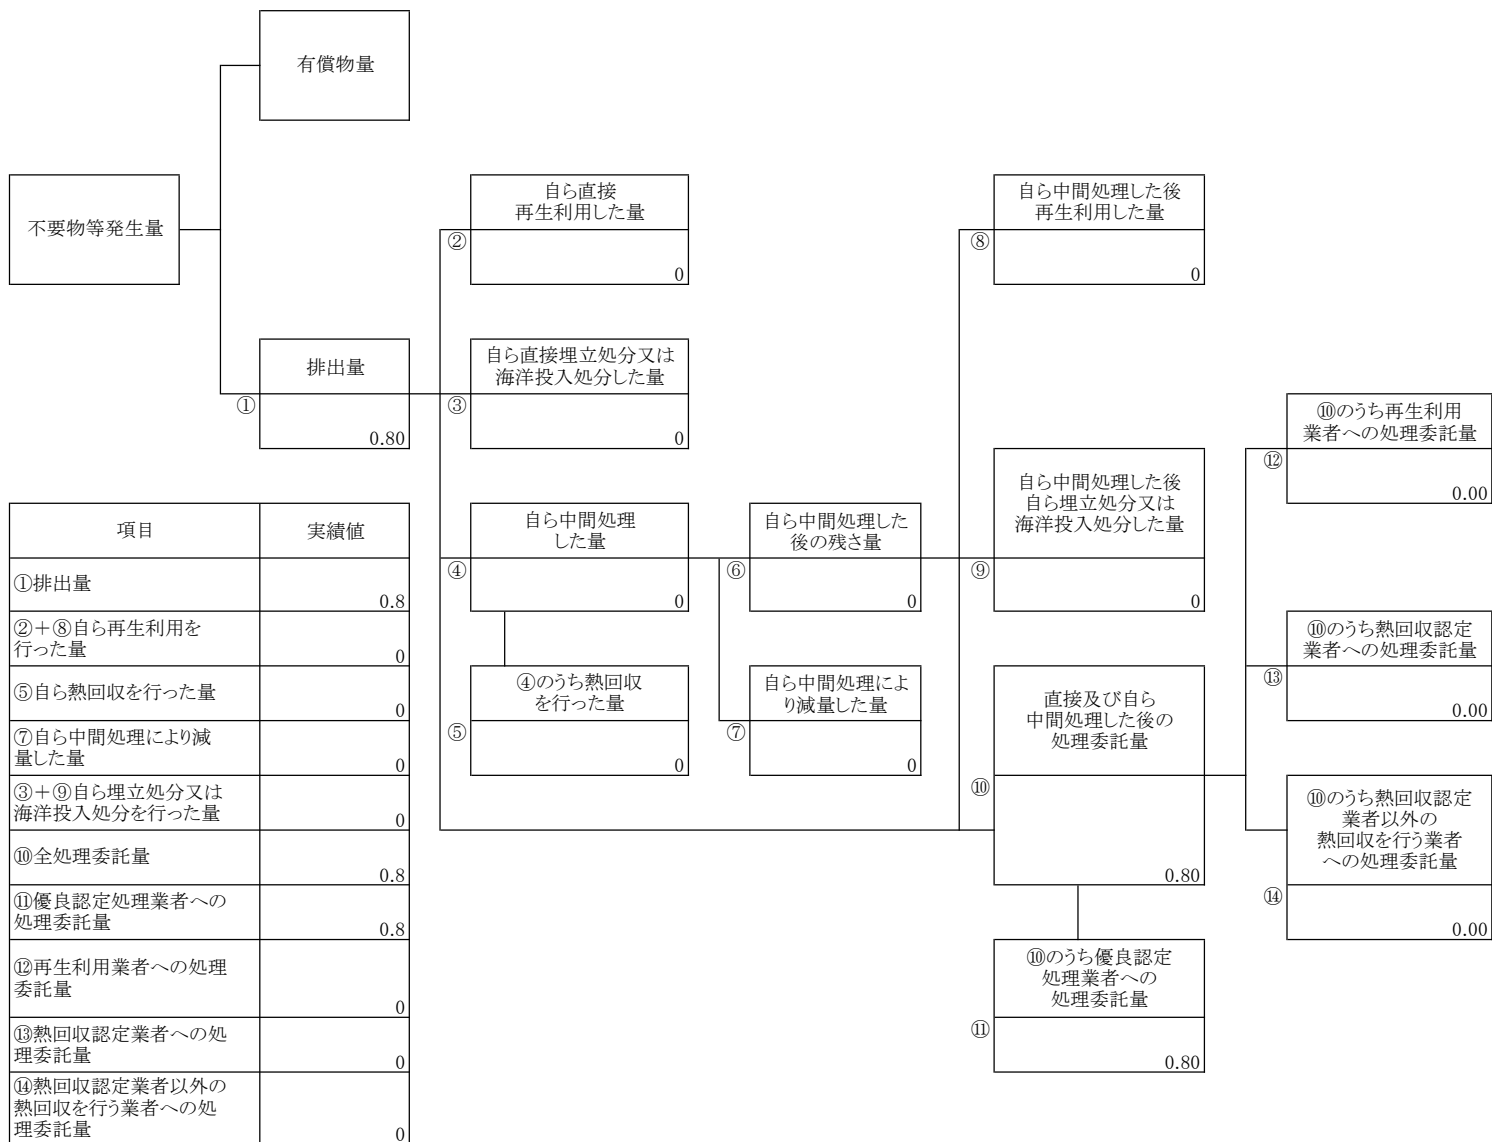 有償物量
不要物等発生量
自ら直接
再生利用した量
②
0
自ら中間処理した後
再生利用した量
⑧
0
排出量
①
0.80
自ら直接埋立処分又は
海洋投入処分した量
③
0
⑩のうち再生利用
業者への処理委託量
⑫
0.00
自ら中間処理
した量
④
0
自ら中間処理した
後の残さ量
⑥
0
自ら中間処理した後
自ら埋立処分又は
海洋投入処分した量
⑨
0
⑩のうち熱回収認定
業者への処理委託量
⑬
0.00
④のうち熱回収
を行った量
⑤
0
自ら中間処理によ
り減量した量
⑦
0
直接及び自ら
中間処理した後の
処理委託量
⑩
0.80
⑩のうち熱回収認定
業者以外の
熱回収を行う業者
への処理委託量
⑭
0.00
⑩のうち優良認定
処理業者への
処理委託量
⑪
0.80
項目 実績値
①排出量
0.8
②+⑧自ら再生利用を
行った量
0
⑤自ら熱回収を行った量
0
⑦自ら中間処理により減
量した量
0
③+⑨自ら埋立処分又は
海洋投入処分を行った量
0
⑩全処理委託量
0.8
⑪優良認定処理業者への
処理委託量
0.8
⑫再生利用業者への処理
委託量
0
⑬熱回収認定業者への処
理委託量
0
⑭熱回収認定業者以外の
熱回収を行う業者への処
理委託量
0